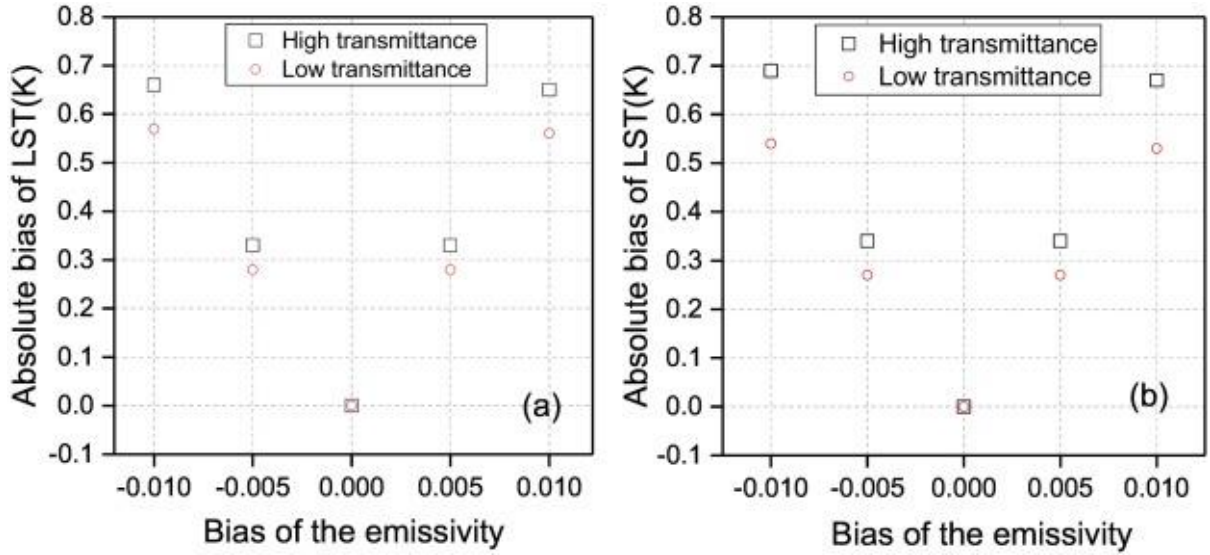 Absolute bias of LST(K)
0.8
0.7
0.6
0.5
0.4
0.3
0.2
0.1
0.0
-0.1
High transmittance
Low transmittance
(a)
-0.010 -0.005 0.000 0.005 0.010
Bias of the emissivity
Absolute bias of LST(K)
0.8
0.7
0.6
0.5
0.4
0.3
0.2
0.1
0.0
-0.1
High transmittance
Low transmittance
(b)
-0.010 -0.005 0.000 0.005 0.010
Bias of the emissivity